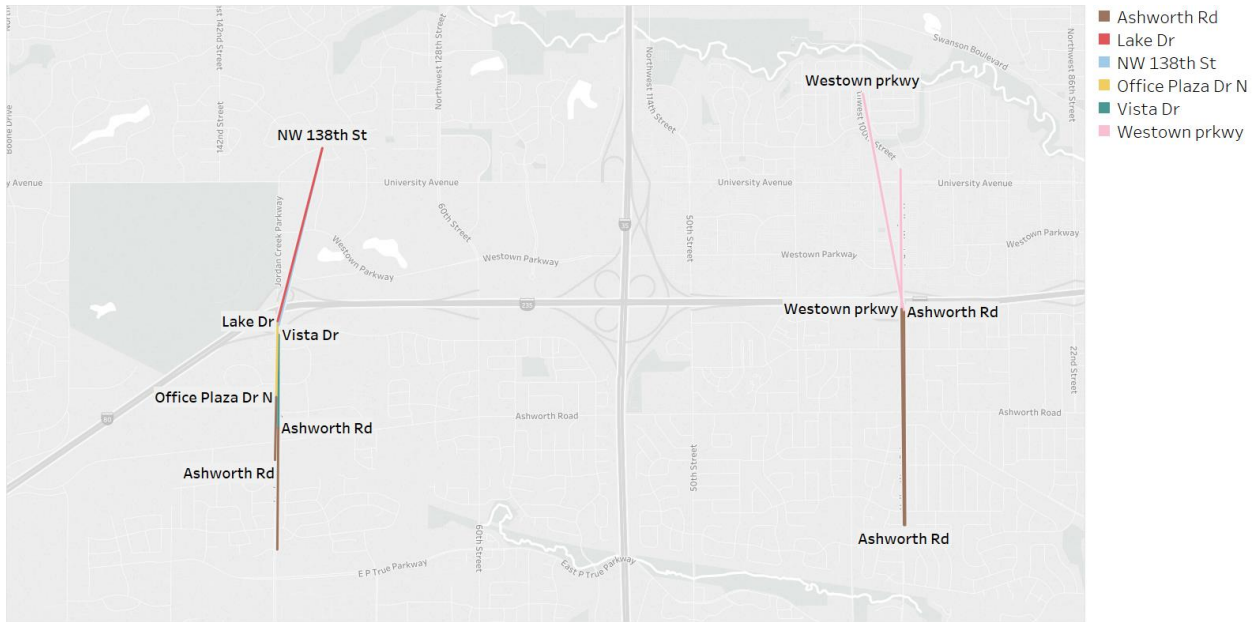 Ashworth Rd
Lake Dr
NW 138th St
Office Plaza Dr N
Vista Dr
Westown prkwy
st 142nd Street
Northwest 128th Street
Northwest 114th Street
Swanson Boulevard
Northwest 86th Street
Westown prkwy
Boone Drive
142nd Street
NW 138th St
Street
y Avenue
University Avenue
University Avenue
University Avenue
Jordan Creek Parkway
60th Street
50th Street
Westown Parkway
Westown Parkway
Westown Parkway
Westown Parkway
235
Westown prkwy
Ashworth Rd
Lake Dr
Vista Dr
22nd Street
Office Plaza Dr N
80
Ashworth Road
Ashworth Road
Ashworth Rd
50th Street
Ashworth Rd
60th Street
Ashworth Rd
E P True Parkway
East P True Parkway